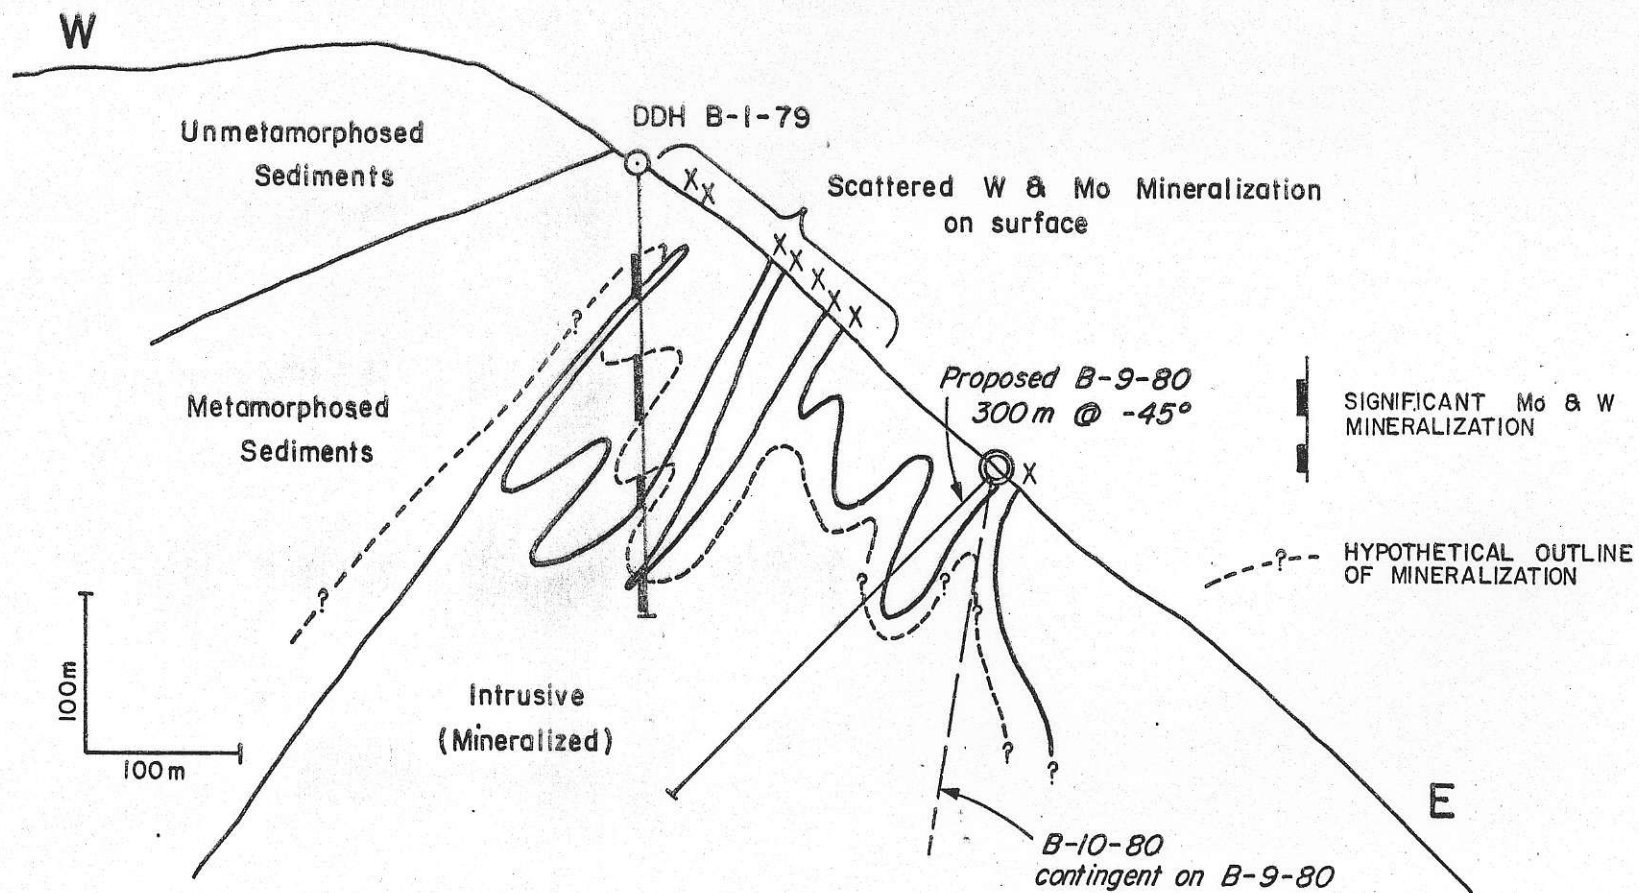 W
DDH B-1-79
Unmetamorphosed
Sediments
Scattered W & Mo Mineralization
on surface
X X
X X X X X
?
Metamorphosed
Sediments
Proposed B-9-80
300m @ -45°
X
SIGNIFICANT Mo & W
MINERALIZATION
?
HYPOTHETICAL OUTLINE
OF MINERALIZATION
?
? ? ?
100m
100m
Intrusive
(Mineralized)
? ?
E
B-10-80
contingent on B-9-80